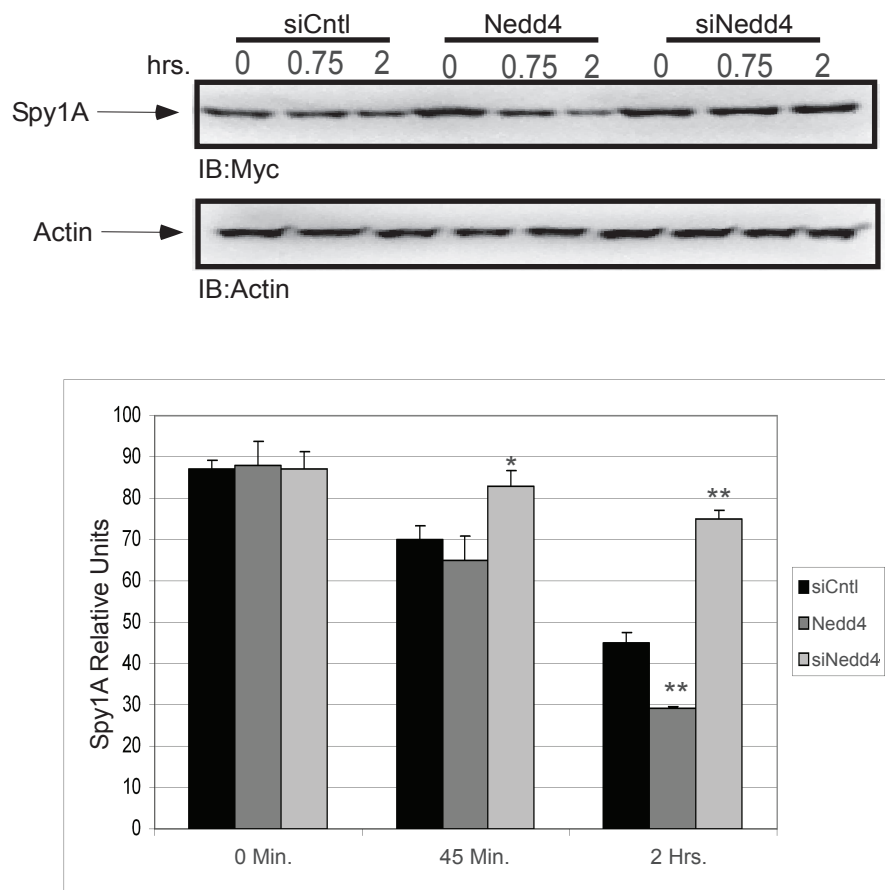 siCntl Nedd4 siNedd4
hrs. 0 0.75 2 0 0.75 2 0 0.75 2
Spy1A
IB:Myc
Actin
IB:Actin
100
90
80
70
60
50
40
30
20
10
0
Spy1A Relative Units
*
**
**
0 Min. 45 Min. 2 Hrs.
siCntl
Nedd4
siNedd4